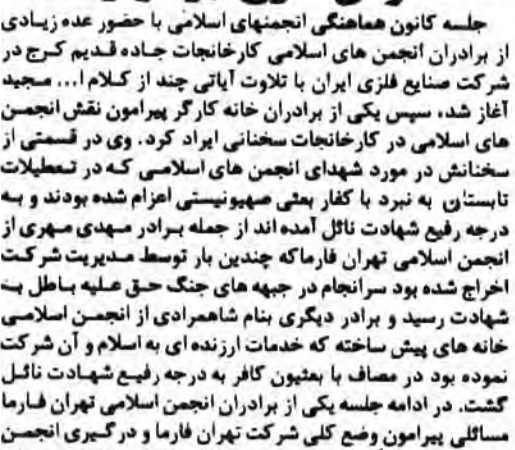 جلسه کانون هماهنگی انجمنهای اسلامی با حضور عده زیادی
از برادران انجمن های اسلامی کارخانجات جاده قدیم کرج در
شرکت صنایع فلزی ایران با تلاوت آیاتی چند از کلام ا... مجید
آغاز شد، سپس یکی از برادران خانه کارگر پیرامون نقش انجمن
های اسلامی در کارخانجات سخنانی ایراد کرد. وی در قسمتی از
سخنانش در مورد شهدای انجمن های اسلامی که در تعطیلات
تابستان به نبرد با کفار بعثی صهیونیستی اعزام شده بودند و به
درجه رفیع شهادت نائل آمده اند از جمله برادر مهدی مهری از
انجمن اسلامی تهران فارماکه چندین بار توسط مدیریت شرکت
اخراج شده بود سرانجام در جبهه های جنگ حق علیه باطل به
شهادت رسید و برادر دیگری بنام شاهمرادی از انجمن اسلامی
خانه های پیش ساخته که خدمات ارزنده ای به اسلام و آن شرکت
نموده بود در مصاف با بعثیون کافر به درجه رفیع شهادت نائل
گشت. در ادامه جلسه یکی از برادران انجمن اسلامی تهران فارما
مسائلی پیرامون وضع کلی شرکت تهران فارما و درگیری انجمن